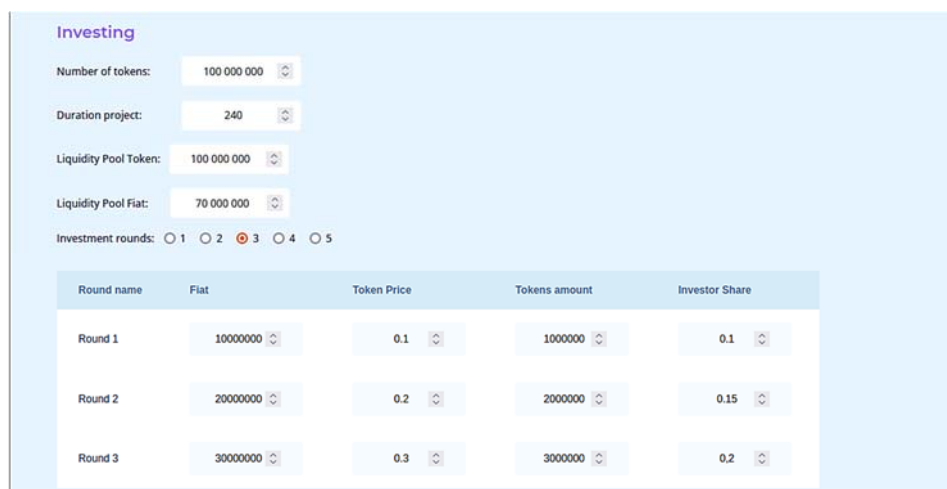 Investing
Number of tokens: 100 000 000
Duration project: 240
Liquidity Pool Token: 100 000 000
Liquidity Pool Fiat: 70 000 000
Investment rounds: 1 2 3 4 5
Round name Fiat Token Price Tokens amount Investor Share
Round 1 10000000 0.1 1000000 0.1
Round 2 20000000 0.2 2000000 0.15
Round 3 30000000 0.3 3000000 0,2